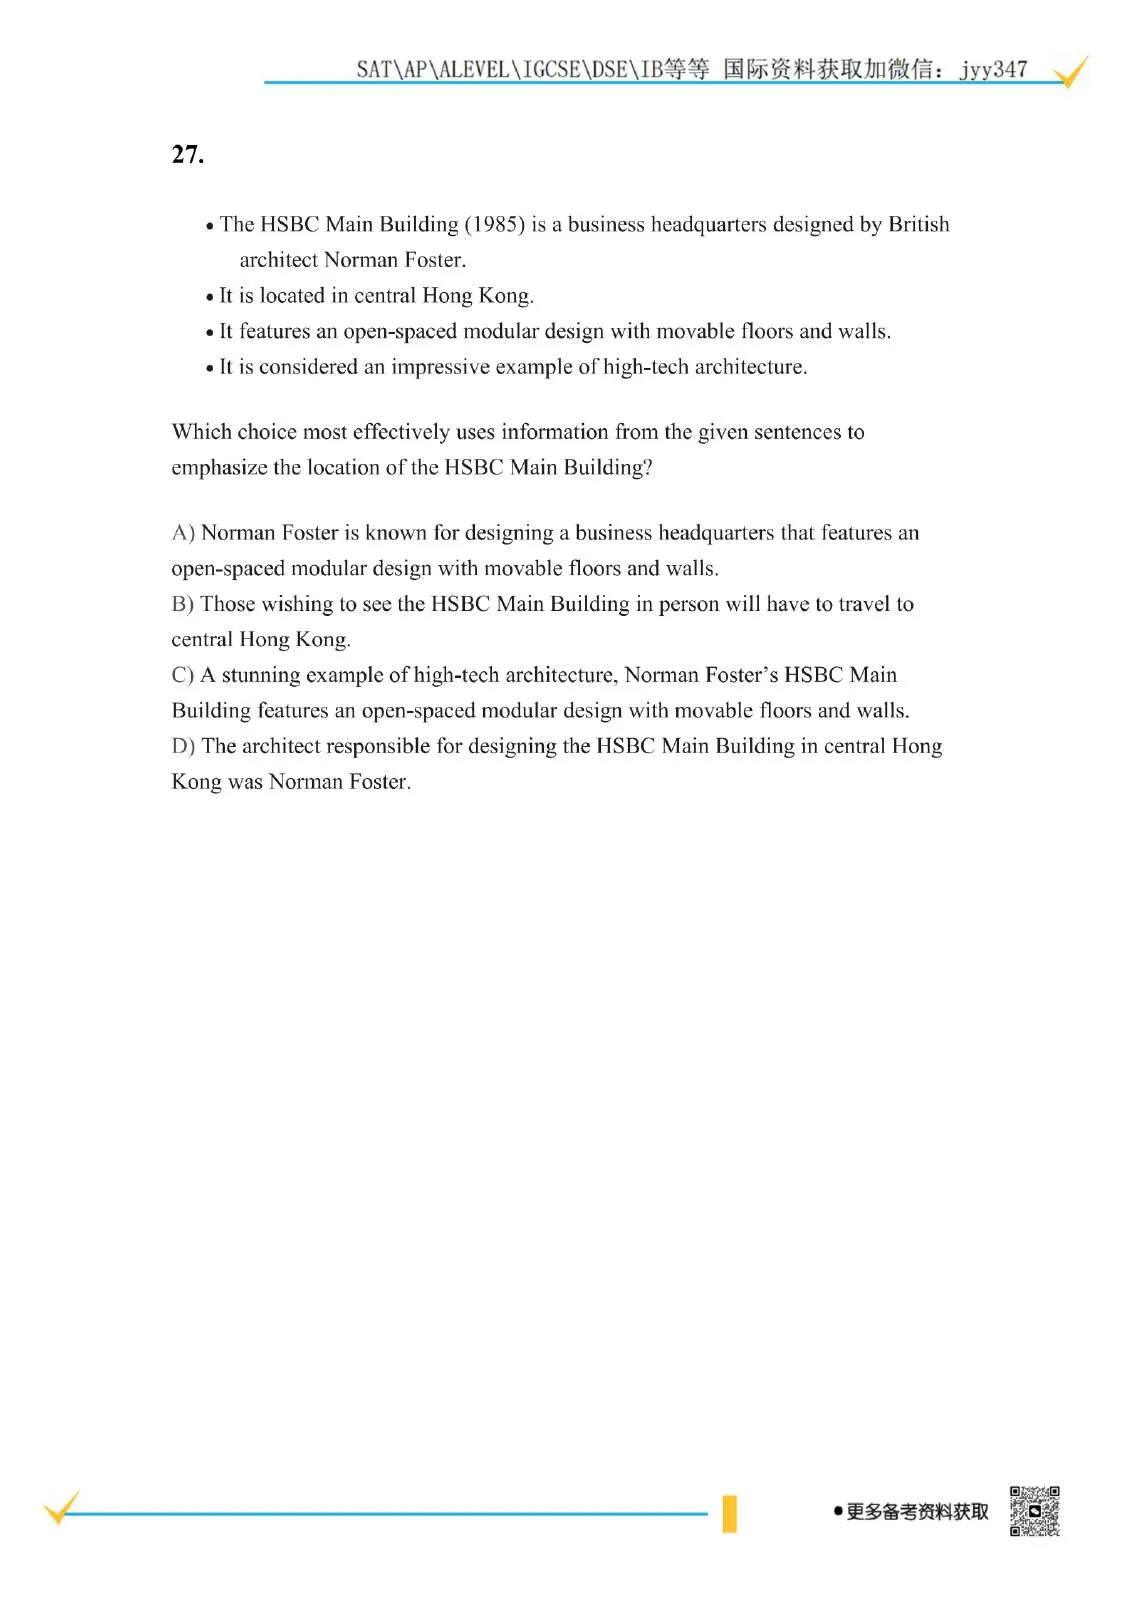 SAT\AP\ALEVEL\IGCSE\DSE\IB等等 国际资料获取加微信：jyy347
27.
• The HSBC Main Building (1985) is a business headquarters designed by British
architect Norman Foster.
• It is located in central Hong Kong.
• It features an open-spaced modular design with movable floors and walls.
• It is considered an impressive example of high-tech architecture.
Which choice most effectively uses information from the given sentences to
emphasize the location of the HSBC Main Building?
A) Norman Foster is known for designing a business headquarters that features an
open-spaced modular design with movable floors and walls.
B) Those wishing to see the HSBC Main Building in person will have to travel to
central Hong Kong.
C) A stunning example of high-tech architecture, Norman Foster’s HSBC Main
Building features an open-spaced modular design with movable floors and walls.
D) The architect responsible for designing the HSBC Main Building in central Hong
Kong was Norman Foster.
•更多备考资料获取